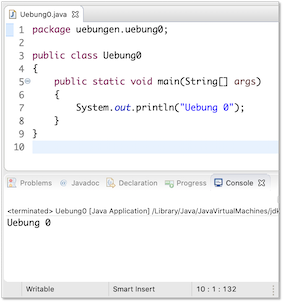 Uebung0.java
1 package uebungen.uebung0;
2
3 public class Uebung0
4 {
5 public static void main(String[] args)
6 {
7 System.out.println("Uebung 0");
8 }
9 }
10
Problems Javadoc Declaration Progress Console
<terminated> Uebung0 [Java Application] /Library/Java/JavaVirtualMachines/jdk
Uebung 0
Writable Smart Insert 10 : 1 : 132